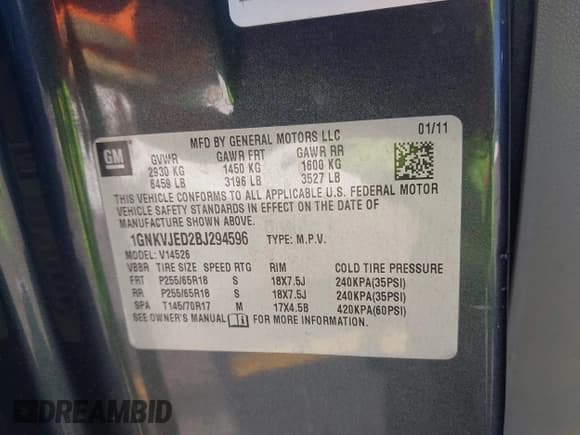 MFD BY GENERAL MOTORS LLC
01/11
GM
GVWR GAWR FRT GAWR RR
2930 KG 1450 KG 1600 KG
6459 LB 3196 LB 3527 LB
THIS VEHICLE CONFORMS TO ALL APPLICABLE U.S. FEDERAL MOTOR
VEHICLE SAFETY STANDARDS IN EFFECT ON THE DATE OF
MANUFACTURE SHOWN ABOVE.
1GNKVJED2BJ294596 TYPE: M.P.V.
MODEL: V14526
VBBR TIRE SIZE SPEED RTG RIM COLD TIRE PRESSURE
FRT P255/65R18 S 18X7.5J 240KPA(35PSI)
RR P255/65R18 S 18X7.5J 240KPA(35PSI)
SP T145/70R17 M 17X4.5B 420KPA(60PSI)
SEE OWNER'S MANUAL FOR MORE INFORMATION.
DREAMBID